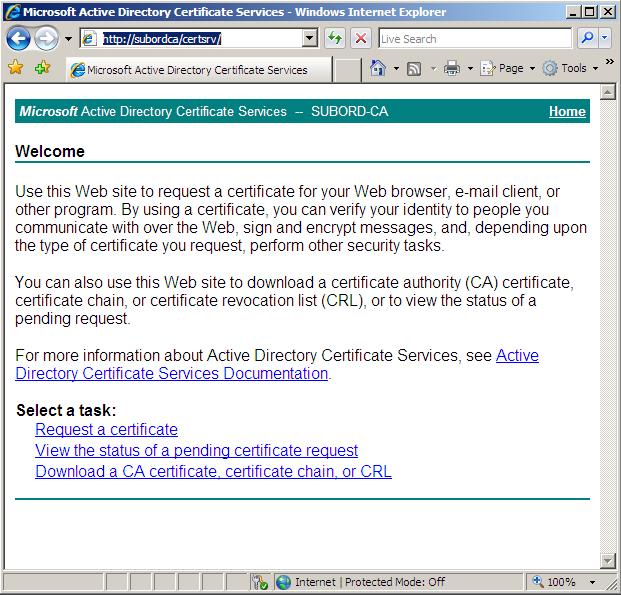 Microsoft Active Directory Certificate Services - Windows Internet Explorer
http://subordca/certsrv/
Live Search
Microsoft Active Directory Certificate Services
Page
Tools
Microsoft Active Directory Certificate Services -- SUBORD-CA
Home
Welcome
Use this Web site to request a certificate for your Web browser, e-mail client, or
other program. By using a certificate, you can verify your identity to people you
communicate with over the Web, sign and encrypt messages, and, depending upon
the type of certificate you request, perform other security tasks.
You can also use this Web site to download a certificate authority (CA) certificate,
certificate chain, or certificate revocation list (CRL), or to view the status of a
pending request.
For more information about Active Directory Certificate Services, see Active
Directory Certificate Services Documentation.
Select a task:
Request a certificate
View the status of a pending certificate request
Download a CA certificate, certificate chain, or CRL
Internet | Protected Mode: Off
100%